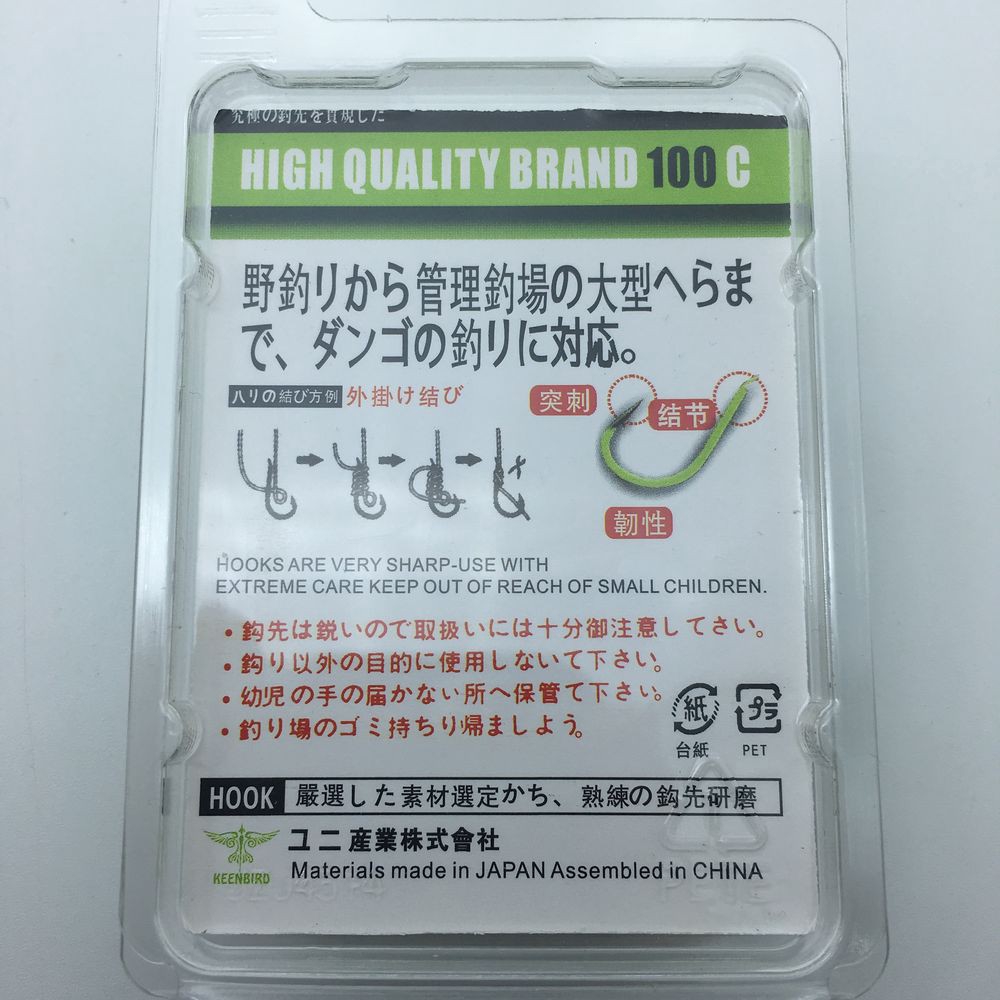 究極の釣先を實現した
HIGH QUALITY BRAND 100 C
野釣リから管理釣場の大型へらま
で、ダンゴの釣リに対応。
ハリの結び方例 外掛け结び
突刺
结节
韧性
HOOKS ARE VERY SHARP-USE WITH
EXTREME CARE KEEP OUT OF REACH OF SMALL CHILDREN.
・鈎先は鋭いので取扱いには十分御注意してさい。
・鈎り以外の目的に使用しないて下さい。
・幼児の手の届かない所へ保管て下さい。
・釣り場のゴミ持ちり帰ましよう。
紙 プラ
台紙 PET
HOOK 嚴選した素材選定かち、熟練の鈎先研磨
ユニ產業株式會社
KEENBIRD
Materials made in JAPAN Assembled in CHINA
PETE